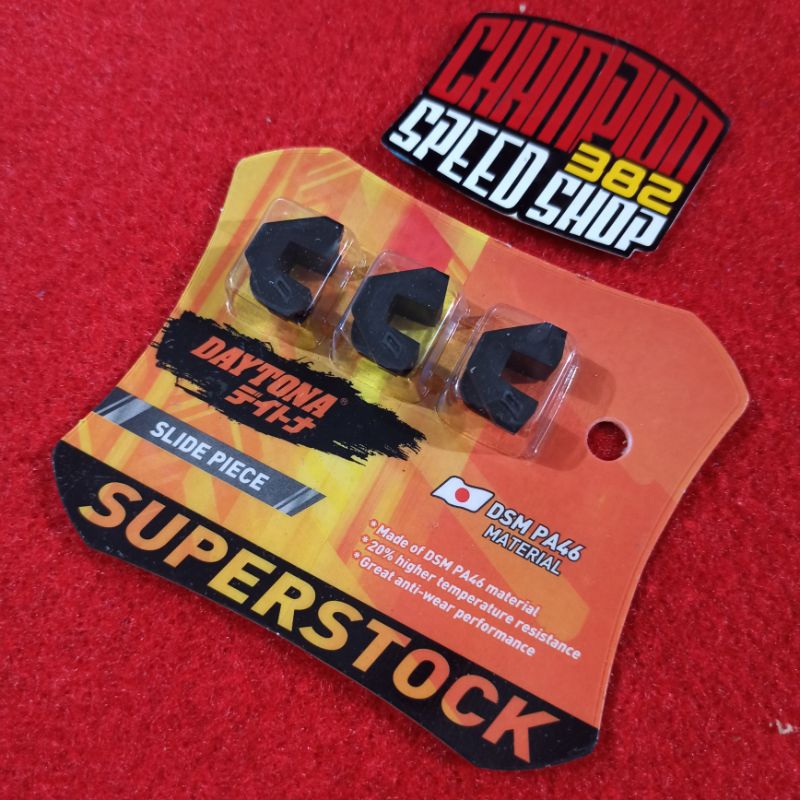 CHAMPION
382
SPEED SHOP
DAYTONA®
デイトナ
SLIDE PIECE
DSM PA46
MATERIAL
*Made of DSM PA46 material
*20% higher temperature resistance
*Great anti-wear performance
SUPERSTOCK